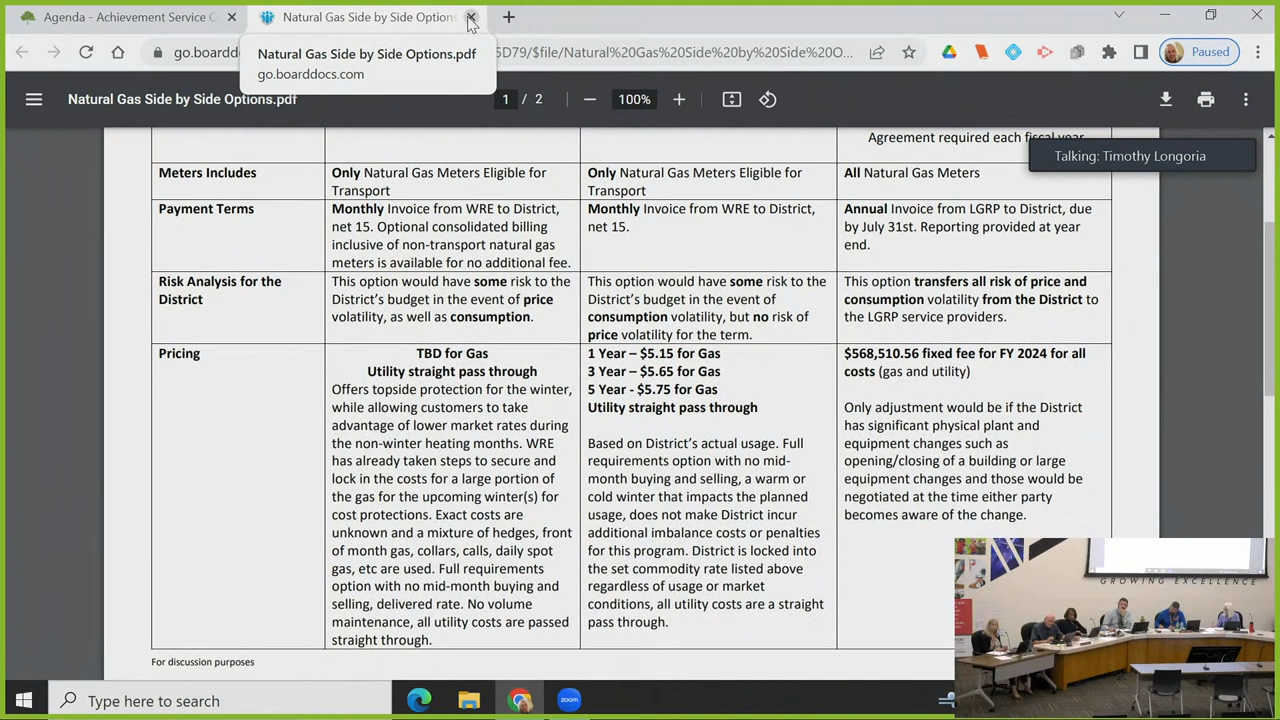 Agenda - Achievement Service C
Natural Gas Side by Side Options
go.boardd
5D79/$file/Natural%20Gas%20Side%20by%20Side%20O...
Paused
Natural Gas Side by Side Options.pdf
go.boarddocs.com
Natural Gas Side by Side Options.pdf
1 / 2
100%
Agreement required each fiscal year
Talking: Timothy Longoria
Meters Includes
Only Natural Gas Meters Eligible for
Transport
Only Natural Gas Meters Eligible for
Transport
All Natural Gas Meters
Payment Terms
Monthly Invoice from WRE to District,
net 15. Optional consolidated billing
inclusive of non-transport natural gas
meters is available for no additional fee.
Monthly Invoice from WRE to District,
net 15.
Annual Invoice from LGRP to District, due
by July 31st. Reporting provided at year
end.
Risk Analysis for the
District
This option would have some risk to the
District's budget in the event of price
volatility, as well as consumption.
This option would have some risk to the
District's budget in the event of
consumption volatility, but no risk of
price volatility for the term.
This option transfers all risk of price and
consumption volatility from the District to
the LGRP service providers.
Pricing
TBD for Gas
Utility straight pass through
Offers topside protection for the winter,
while allowing customers to take
advantage of lower market rates during
the non-winter heating months. WRE
has already taken steps to secure and
lock in the costs for a large portion of
the gas for the upcoming winter(s) for
cost protections. Exact costs are
unknown and a mixture of hedges, front
of month gas, collars, calls, daily spot
gas, etc are used. Full requirements
option with no mid-month buying and
selling, delivered rate. No volume
maintenance, all utility costs are passed
straight through.
1 Year – $5.15 for Gas
3 Year – $5.65 for Gas
5 Year - $5.75 for Gas
Utility straight pass through
Based on District's actual usage. Full
requirements option with no mid-
month buying and selling, a warm or
cold winter that impacts the planned
usage, does not make District incur
additional imbalance costs or penalties
for this program. District is locked into
the set commodity rate listed above
regardless of usage or market
conditions, all utility costs are a straight
pass through.
$568,510.56 fixed fee for FY 2024 for all
costs (gas and utility)
Only adjustment would be if the District
has significant physical plant and
equipment changes such as
opening/closing of a building or large
equipment changes and those would be
negotiated at the time either party
becomes aware of the change.
For discussion purposes
GROWING EXCELLENCE
Type here to search
zoom